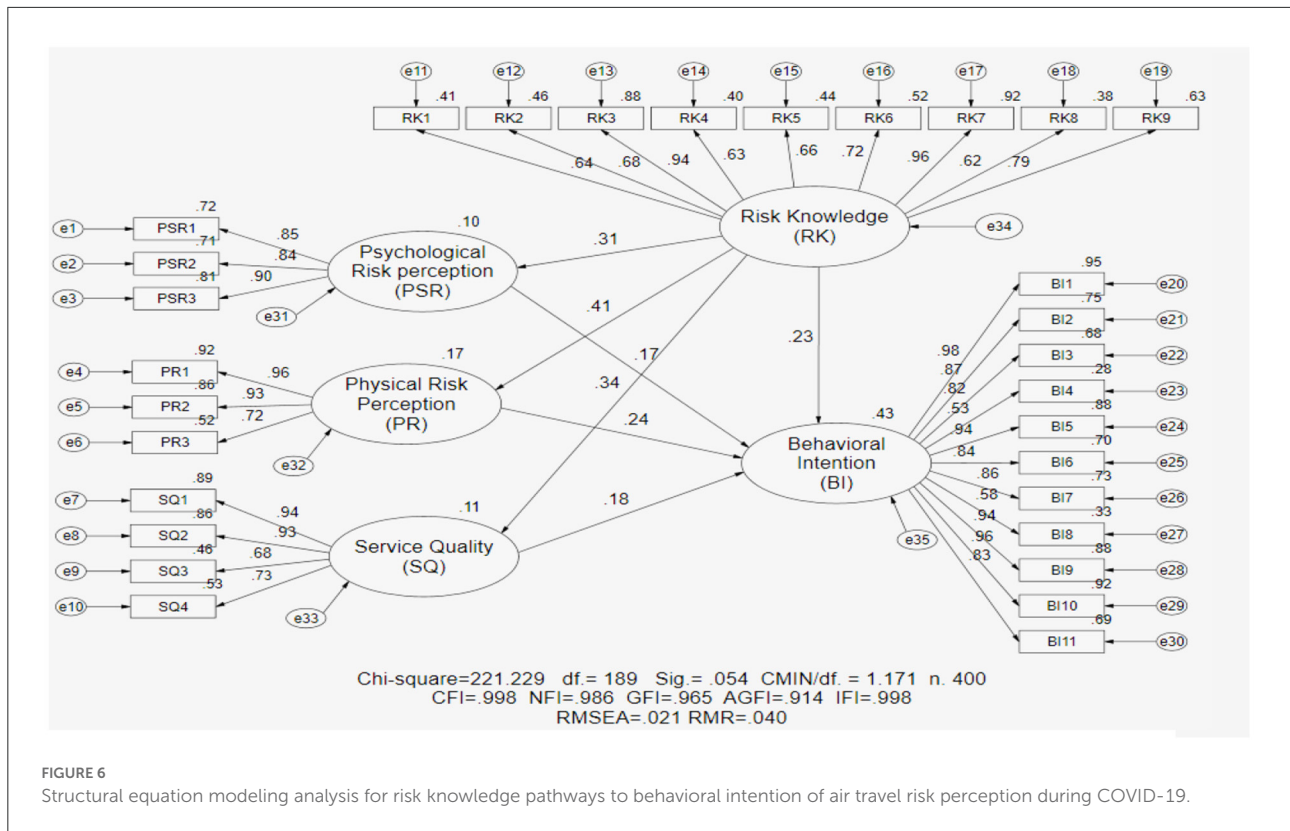 e11 e12 e13 e14 e15 e16 e17 e18 e19
.41 .46 .88 .40 .44 .52 .92 .38 .63
RK1 RK2 RK3 RK4 RK5 RK6 RK7 RK8 RK9
.64 .68 .94 .63 .66 .72 .96 .62 .79
Risk Knowledge
(RK)
e34
.72
e1 PSR1 .85
.71
e2 PSR2 .84
.81
e3 PSR3 .90
.10
Psychological
Risk perception
(PSR)
e31
.31
.41
.23
.17
.34
.92
e4 PR1 .96
.86
e5 PR2 .93
.52
e6 PR3 .72
.17
Physical Risk
Perception
(PR)
e32
.24
.89
e7 SQ1 .94
.86
e8 SQ2 .93
.46
e9 SQ3 .68
.53
e10 SQ4 .73
.11
Service Quality
(SQ)
e33
.18
.43
Behavioral
Intention
(BI)
e35
.95
.98 BI1 e20
.75
.87 BI2 e21
.68
.82 BI3 e22
.28
.53 BI4 e23
.88
.94 BI5 e24
.70
.84 BI6 e25
.73
.86 BI7 e26
.33
.58 BI8 e27
.88
.94 BI9 e28
.92
.96 BI10 e29
.69
.83 BI11 e30
Chi-square=221.229 df.= 189 Sig.= .054 CMIN/df. = 1.171 n. 400
CFI=.998 NFI=.986 GFI=.965 AGFI=.914 IFI=.998
RMSEA=.021 RMR=.040
FIGURE 6
Structural equation modeling analysis for risk knowledge pathways to behavioral intention of air travel risk perception during COVID-19.